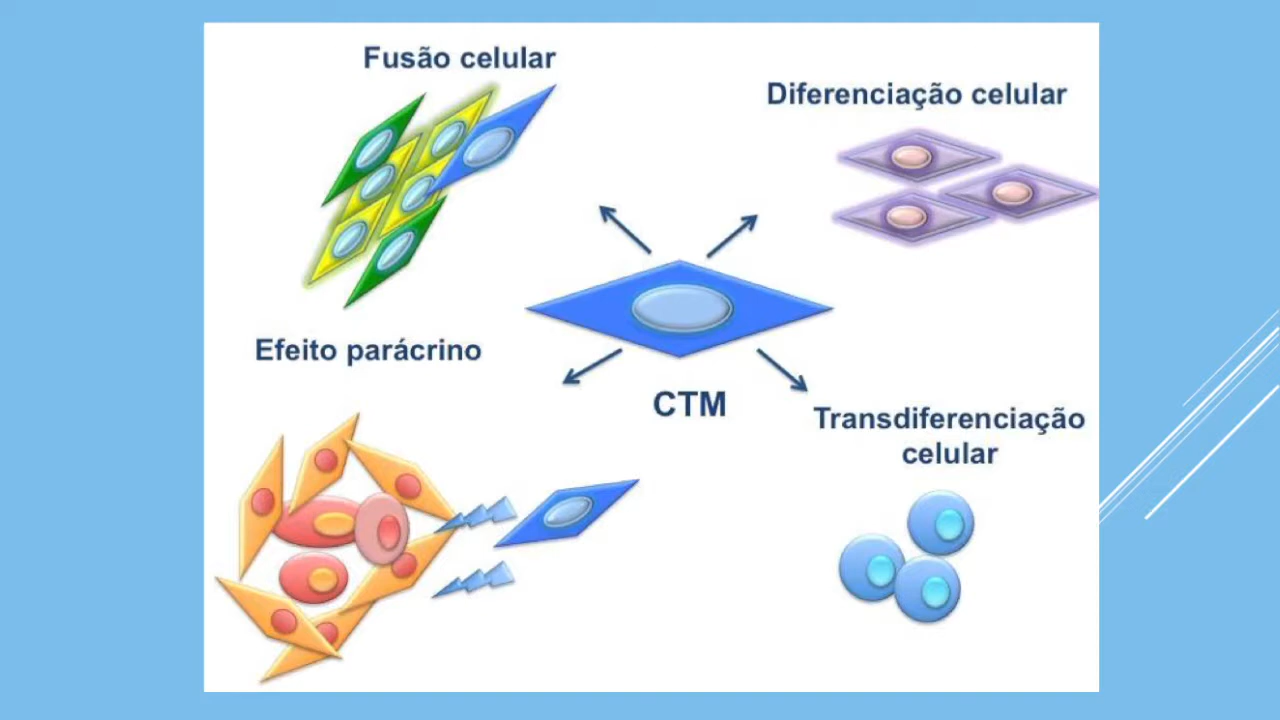 Fusão celular
Diferenciação celular
Efeito parácrino
CTM
Transdiferenciação
celular